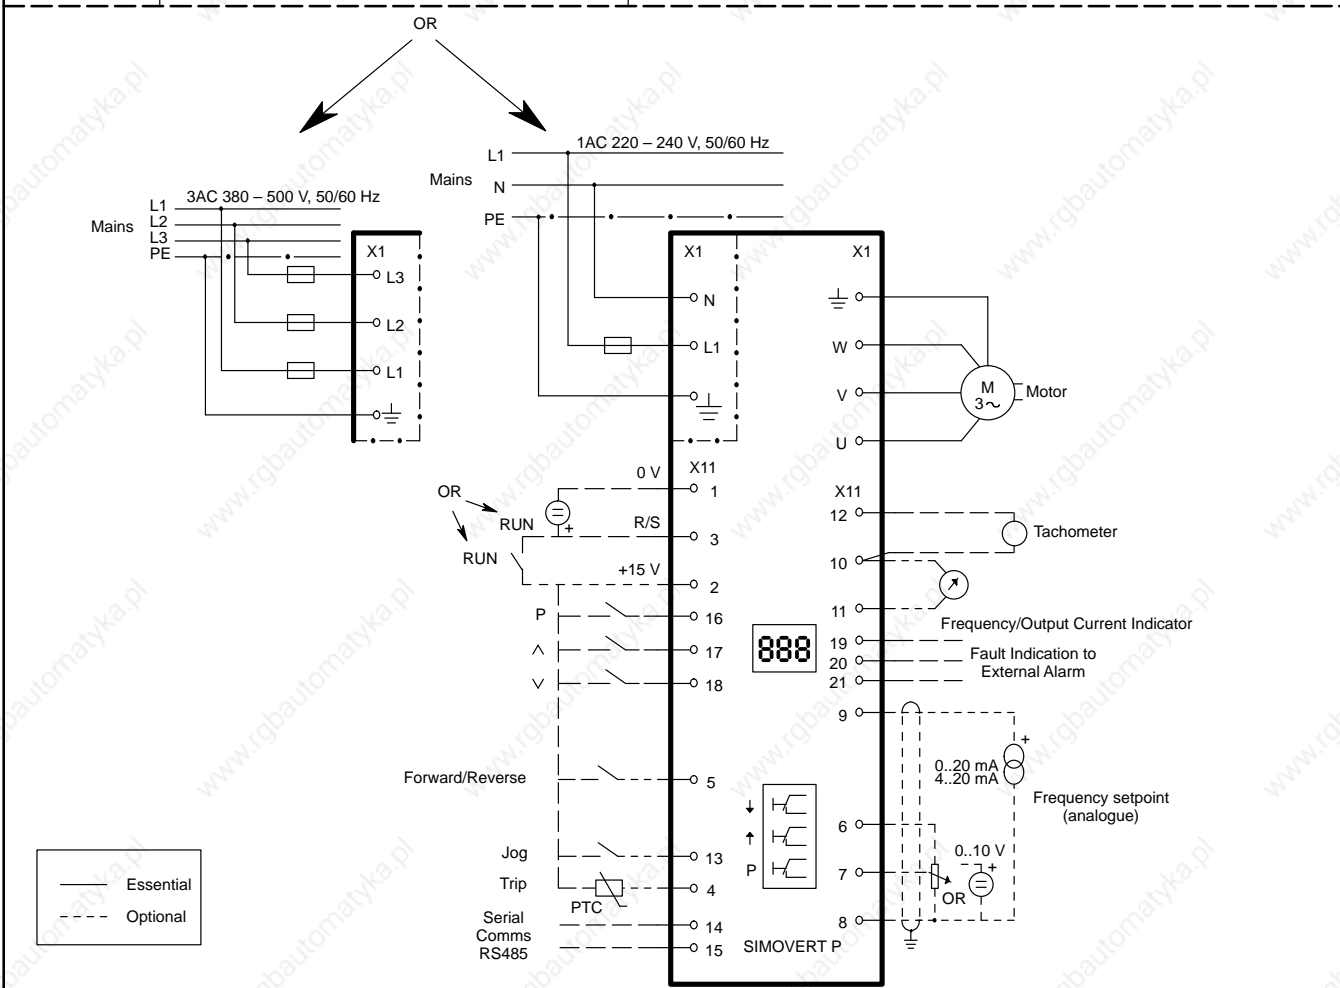 OR
1AC 220 – 240 V, 50/60 Hz
L1
Mains
N
PE
3AC 380 – 500 V, 50/60 Hz
L1
Mains
L2
L3
PE
X1
L3
L2
L1
X1
N
L1
X1
W
V
U
M
3~
Motor
X11
0 V
1
OR
RUN
+
R/S
3
RUN
+15 V
2
P
16
17
18
Forward/Reverse
5
Jog
13
Trip
4
PTC
Serial
Comms
RS485
14
15
SIMOVERT P
888
P
X11
12
Tachometer
10
11
Frequency/Output Current Indicator
19
20
21
Fault Indication to
External Alarm
9
+
0..20 mA
4..20 mA
Frequency setpoint
(analogue)
6
0..10 V
7
+
OR
8
Essential
Optional
www.rgbautomatyka.pl